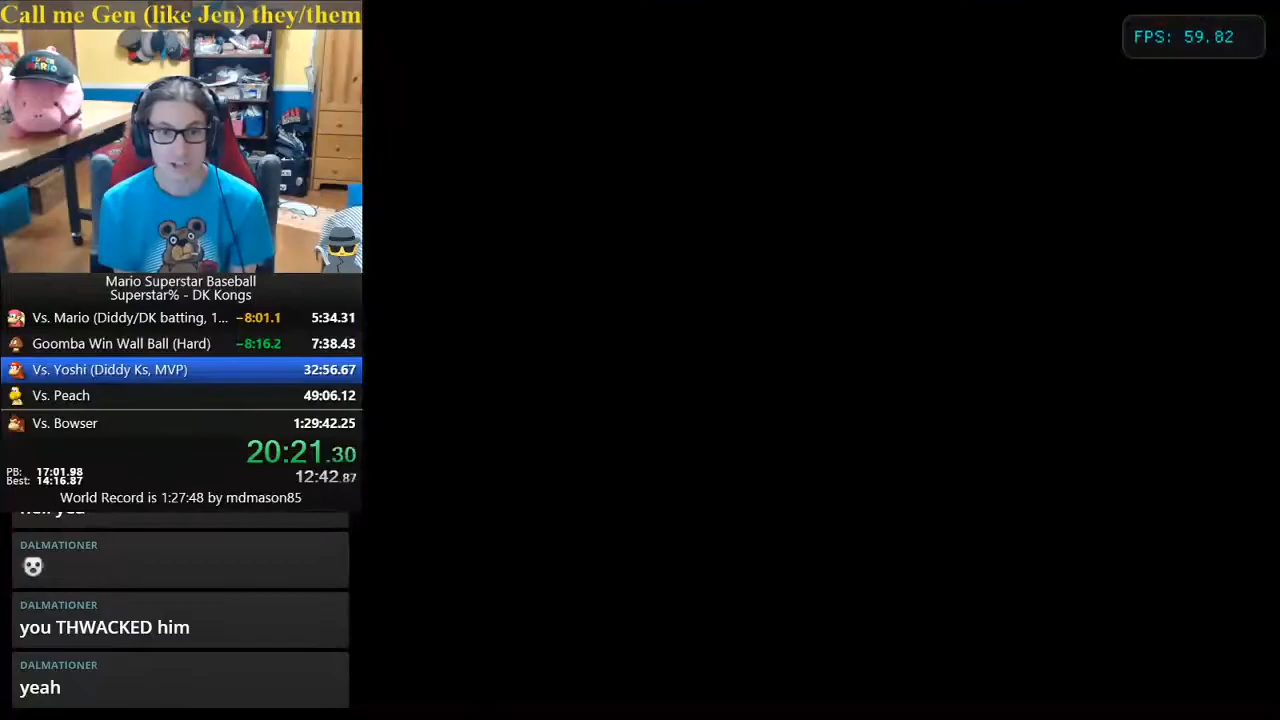 Call me Gen (like Jen) they/them
FPS: 59.82
SUPER
MARIO
Mario Superstar Baseball
Superstar% - DK Kongs
Vs. Mario (Diddy/DK batting, 1... −8:01.1 5:34.31
Goomba Win Wall Ball (Hard) −8:16.2 7:38.43
Vs. Yoshi (Diddy Ks, MVP) 32:56.67
Vs. Peach 49:06.12
Vs. Bowser 1:29:42.25
20:21.30
PB: 17:01.98
Best: 14:16.87
12:42.87
World Record is 1:27:48 by mdmason85
DALMATIONER
DALMATIONER
you THWACKED him
DALMATIONER
yeah